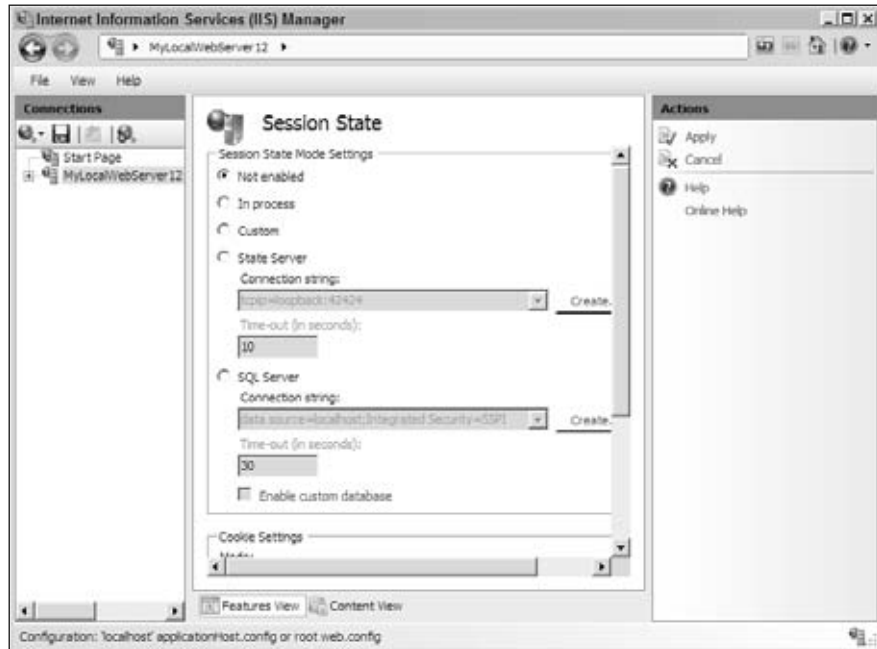 Internet Information Services (IIS) Manager
MyLocalWebServer12
File View Help
Connections
Start Page
MyLocalWebServer12
Session State
Session State Mode Settings
Not enabled
In process
Custom
State Server
Connection string:
tcpip=loopback:42424
Create.
Time-out (in seconds):
10
SQL Server
Connection string:
data source=localhost;Integrated Security=SSPI
Create.
Time-out (in seconds):
30
Enable custom database
Cookie Settings
Mode:
Features View Content View
Actions
Apply
Cancel
Help
Online Help
Configuration: 'localhost' applicationHost.config or root web.config